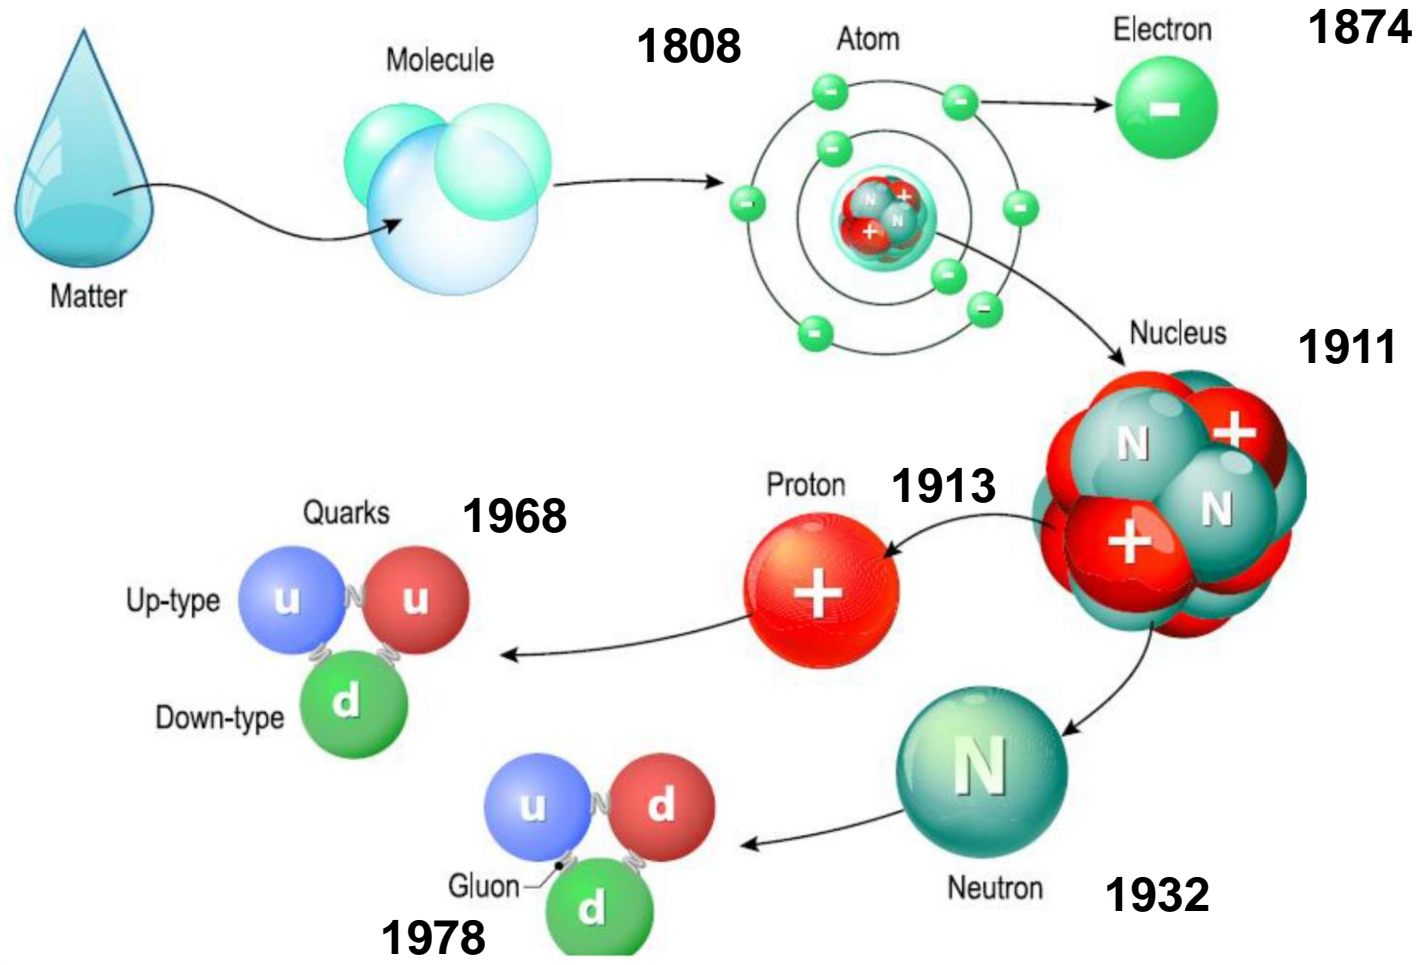 Matter
Molecule
1808
Atom
-
-
-
-
-
-
-
-
N
+
N
+
Electron
1874
-
Nucleus
1911
N
+
N
+
Proton
1913
+
Quarks
1968
Up-type
u
u
Down-type
d
Neutron
1932
N
u
d
Gluon
d
1978